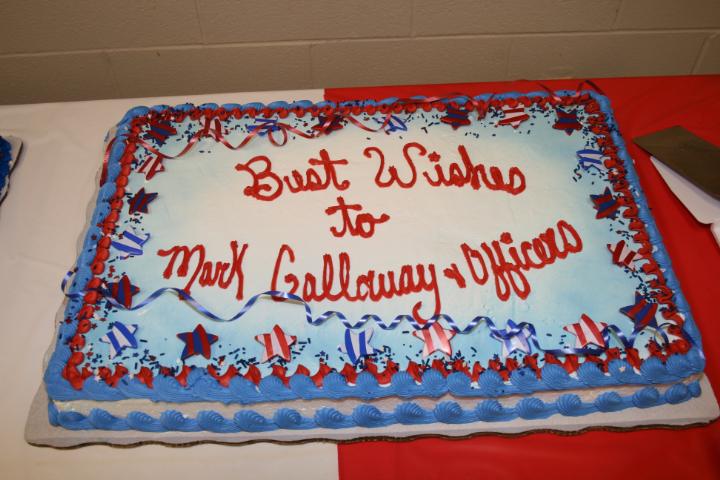 Best Wishes
to
Mark Galloway & Officers